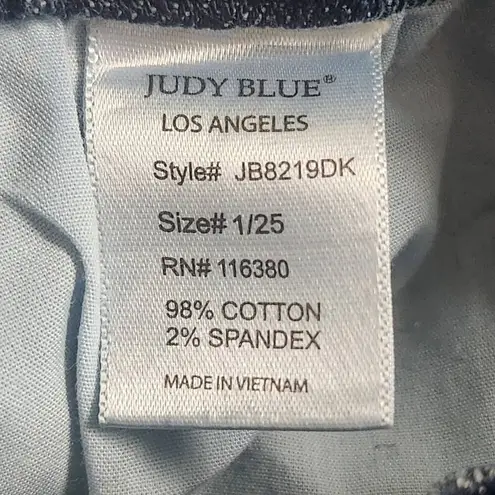 JUDY BLUE®
LOS ANGELES
Style# JB8219DK
Size# 1/25
RN# 116380
98% COTTON
2% SPANDEX
MADE IN VIETNAM